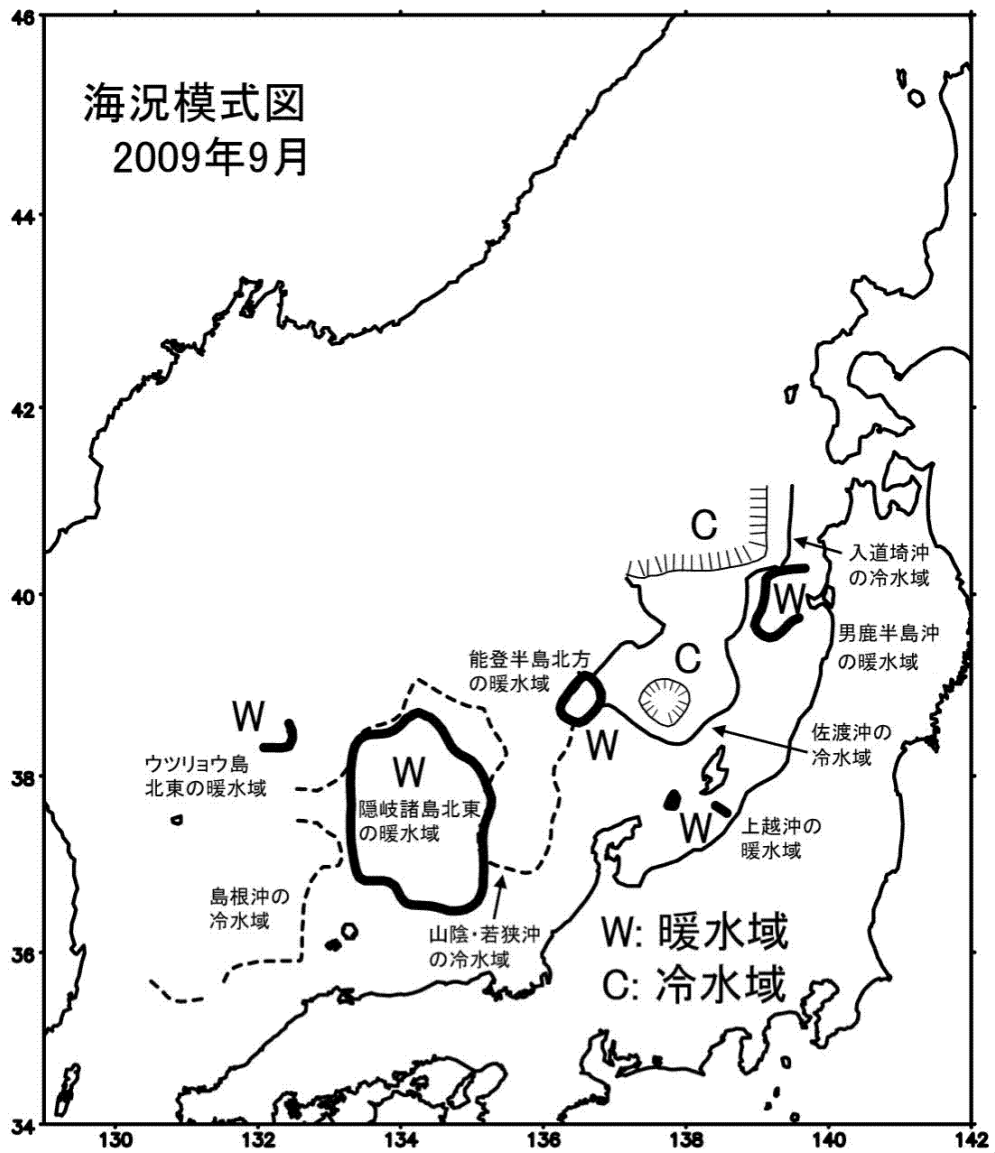 海況模式図
2009年9月
46
44
42
40
38
36
34
130
132
134
136
138
140
142
C
入道埼沖
の冷水域
W
男鹿半島沖
の暖水域
能登半島北方
の暖水域
C
W
W
佐渡沖の
冷水域
ウツリョウ島
北東の暖水域
W
隠岐諸島北東
の暖水域
W
上越沖の
暖水域
島根沖の
冷水域
山陰・若狭沖
の冷水域
W: 暖水域
C: 冷水域